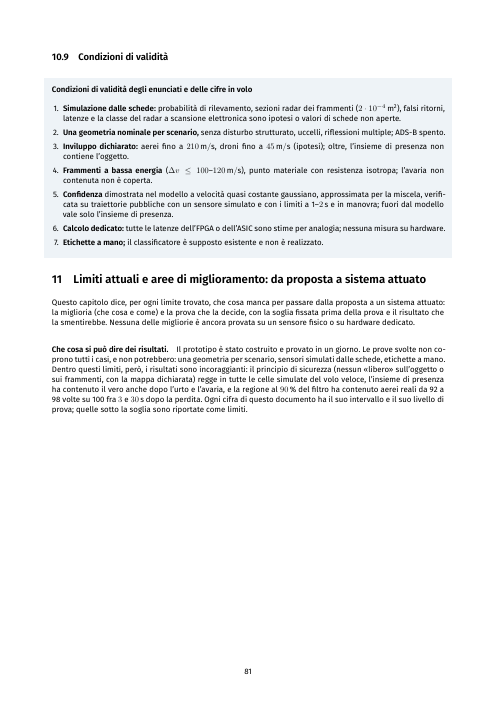 10.9 Condizioni di validità
Condizioni di validità degli enunciati e delle cifre in volo
1. Simulazione dalle schede: probabilità di rilevamento, sezioni radar dei frammenti (2 · 10⁻⁴ m²), falsi ritorni,
latenze e la classe del radar a scansione elettronica sono ipotesi o valori di schede non aperte.
2. Una geometria nominale per scenario, senza disturbo strutturato, uccelli, riflessioni multiple; ADS-B spento.
3. Inviluppo dichiarato: aerei fino a 210 m/s, droni fino a 45 m/s (ipotesi); oltre, l'insieme di presenza non
contiene l'oggetto.
4. Frammenti a bassa energia (Δv ≤ 100–120 m/s), punto materiale con resistenza isotropa; l'avaria non
contenuta non è coperta.
5. Confidenza dimostrata nel modello a velocità quasi costante gaussiano, approssimata per la miscela, verifi-
cata su traiettorie pubbliche con un sensore simulato e con i limiti a 1–2 s e in manovra; fuori dal modello
vale solo l'insieme di presenza.
6. Calcolo dedicato: tutte le latenze dell'FPGA o dell'ASIC sono stime per analogia; nessuna misura su hardware.
7. Etichette a mano; il classificatore è supposto esistente e non è realizzato.
11 Limiti attuali e aree di miglioramento: da proposta a sistema attuato
Questo capitolo dice, per ogni limite trovato, che cosa manca per passare dalla proposta a un sistema attuato:
la miglioria (che cosa e come) e la prova che la decide, con la soglia fissata prima della prova e il risultato che
la smentirebbe. Nessuna delle migliorie è ancora provata su un sensore fisico o su hardware dedicato.
Che cosa si può dire dei risultati. Il prototipo è stato costruito e provato in un giorno. Le prove svolte non co-
prono tutti i casi, e non potrebbero: una geometria per scenario, sensori simulati dalle schede, etichette a mano.
Dentro questi limiti, però, i risultati sono incoraggianti: il principio di sicurezza (nessun «libero» sull'oggetto o
sui frammenti, con la mappa dichiarata) regge in tutte le celle simulate del volo veloce, l'insieme di presenza
ha contenuto il vero anche dopo l'urto e l'avaria, e la regione al 90 % del filtro ha contenuto aerei reali da 92 a
98 volte su 100 fra 3 e 30 s dopo la perdita. Ogni cifra di questo documento ha il suo intervallo e il suo livello di
prova; quelle sotto la soglia sono riportate come limiti.
81